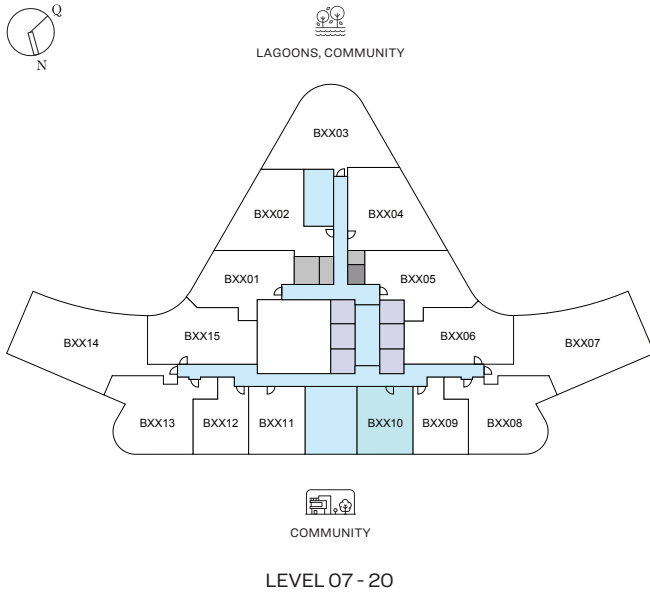 Q
N
LAGOONS, COMMUNITY
BXX03
BXX02
BXX04
BXX01
BXX05
BXX14
BXX15
BXX06
BXX07
BXX13
BXX12
BXX11
BXX10
BXX09
BXX08
COMMUNITY
LEVEL 07 - 20